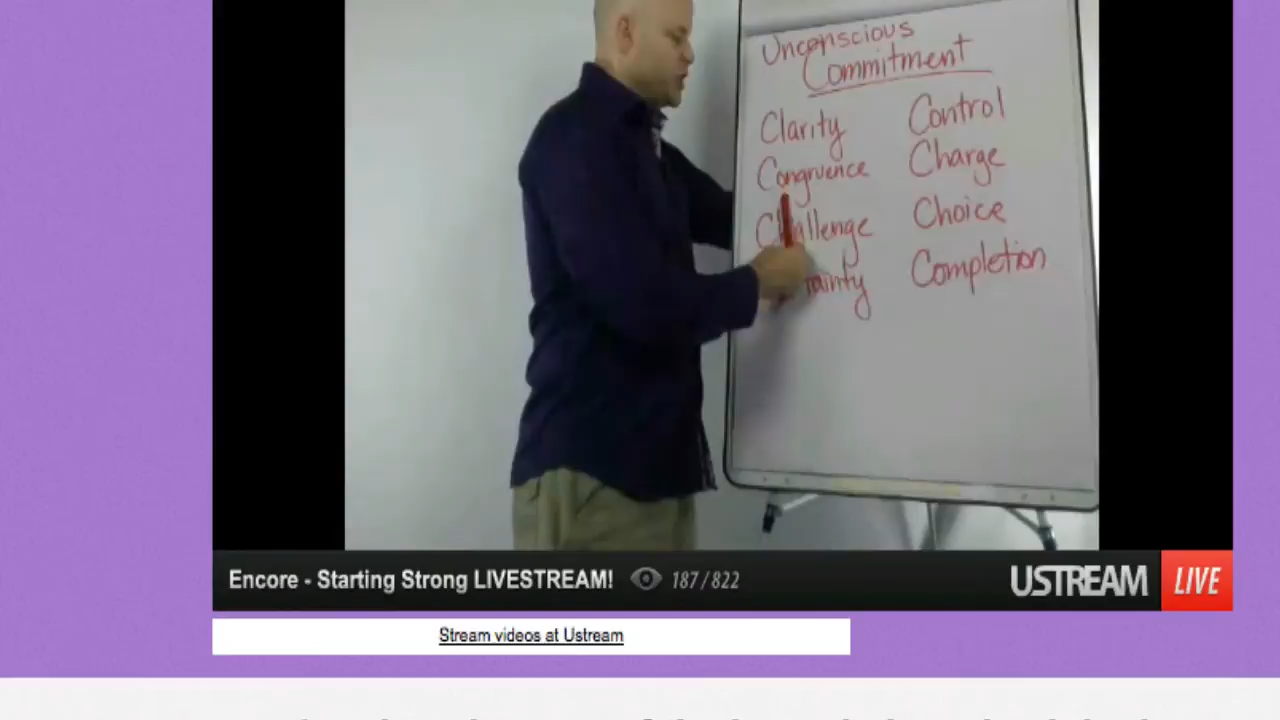 Unconscious
Commitment
Clarity Control
Congruence Charge
Challenge Choice
Completion
Encore - Starting Strong LIVESTREAM! 187/822 USTREAM LIVE
Stream videos at Ustream